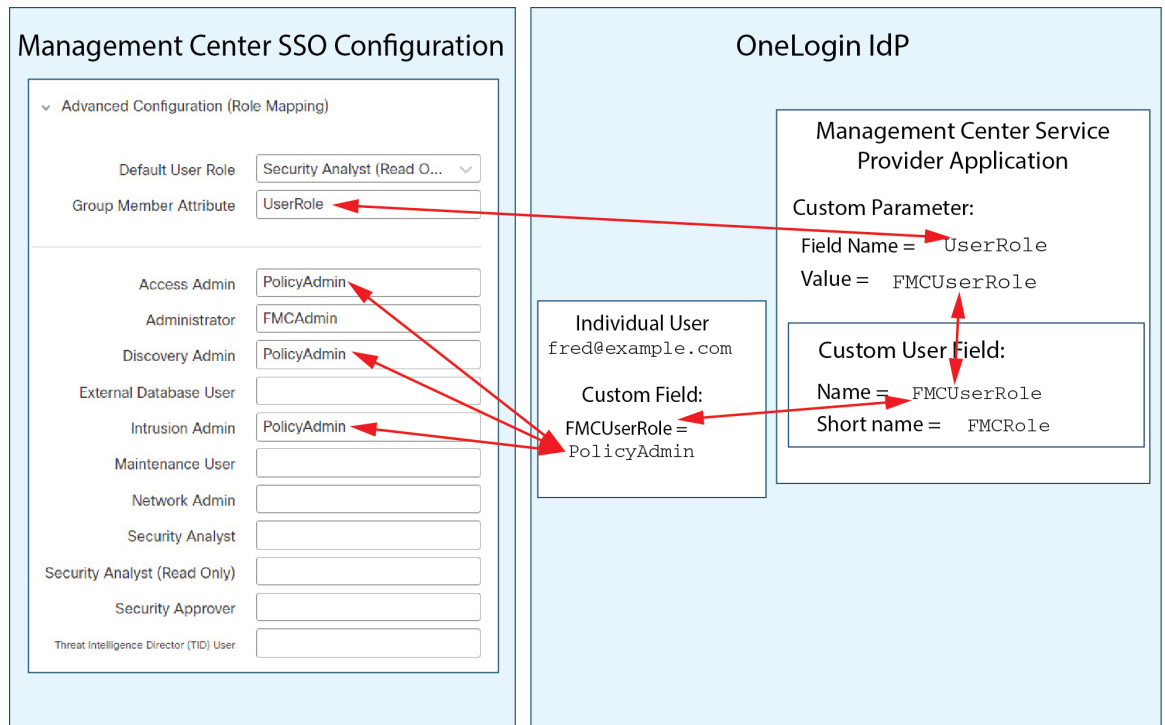 Management Center SSO Configuration
Advanced Configuration (Role Mapping)
Default User Role Security Analyst (Read O...
Group Member Attribute UserRole
Access Admin PolicyAdmin
Administrator FMCAdmin
Discovery Admin PolicyAdmin
External Database User
Intrusion Admin PolicyAdmin
Maintenance User
Network Admin
Security Analyst
Security Analyst (Read Only)
Security Approver
Threat Intelligence Director (TID) User
OneLogin IdP
Individual User
fred@example.com
Custom Field:
FMCUserRole =
PolicyAdmin
Management Center Service
Provider Application
Custom Parameter:
Field Name = UserRole
Value = FMCUserRole
Custom User Field:
Name = FMCUserRole
Short name = FMCRole